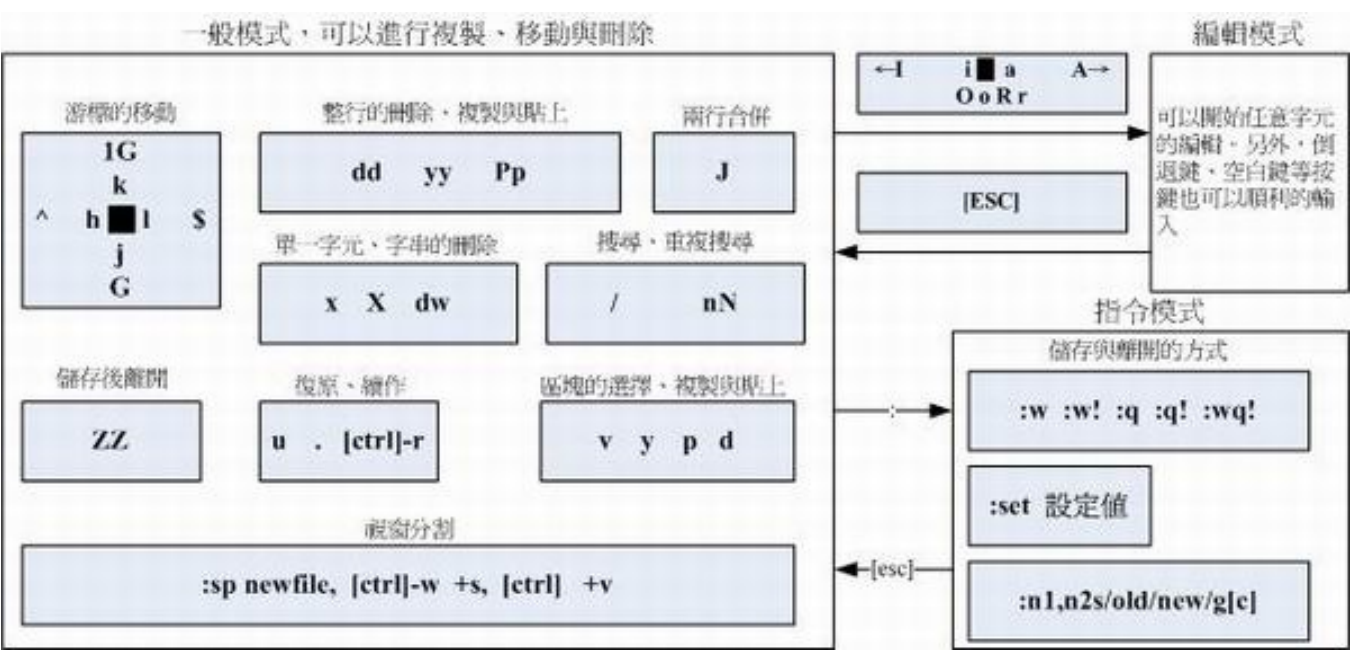 一般模式，可以進行複製、移動與刪除
游標的移動
1G
k
^ h l $
j
G
整行的刪除、複製與貼上
dd yy Pp
兩行合併
J
單一字元、字串的刪除
x X dw
搜尋、重複搜尋
/ nN
儲存後離開
ZZ
復原、續作
u . [ctrl]-r
區塊的選擇、複製與貼上
v y p d
視窗分割
:sp newfile, [ctrl]-w +s, [ctrl] +v
←I i a A→
O o R r
[ESC]
編輯模式
可以開始任意字元
的編輯。另外，倒
退鍵、空白鍵等按
鍵也可以順利的輸
入
:
[esc]
指令模式
儲存與離開的方式
:w :w! :q :q! :wq!
:set 設定值
:n1,n2s/old/new/g[c]